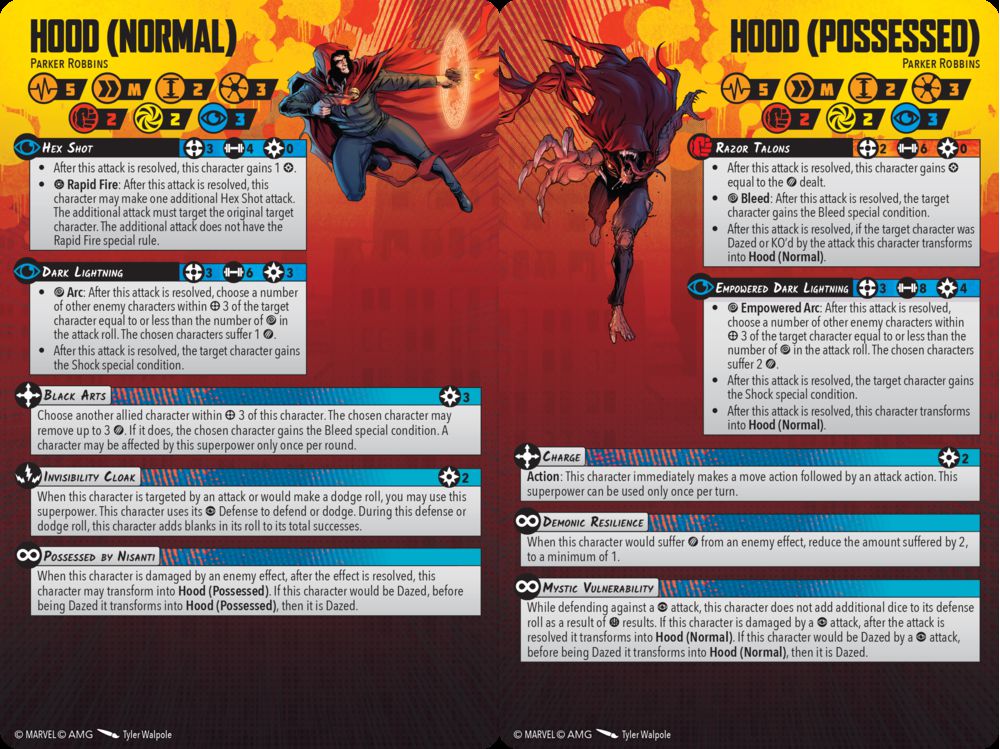 HOOD (NORMAL)
PARKER ROBBINS
5 M 2 3
2 2 3
HEX SHOT 3 4 0
• After this attack is resolved, this character gains 1 .
• Rapid Fire: After this attack is resolved, this
character may make one additional Hex Shot attack.
The additional attack must target the original target
character. The additional attack does not have the
Rapid Fire special rule.
DARK LIGHTNING 3 6 3
• Arc: After this attack is resolved, choose a number
of other enemy characters within 3 of the target
character equal to or less than the number of in
the attack roll. The chosen characters suffer 1 .
• After this attack is resolved, the target character gains
the Shock special condition.
BLACK ARTS 3
Choose another allied character within 3 of this character. The chosen character may
remove up to 3 . If it does, the chosen character gains the Bleed special condition. A
character may be affected by this superpower only once per round.
INVISIBILITY CLOAK 2
When this character is targeted by an attack or would make a dodge roll, you may use this
superpower. This character uses its Defense to defend or dodge. During this defense or
dodge roll, this character adds blanks in its roll to its total successes.
POSSESSED BY NISANTI
When this character is damaged by an enemy effect, after the effect is resolved, this
character may transform into Hood (Possessed). If this character would be Dazed, before
being Dazed it transforms into Hood (Possessed), then it is Dazed.
© MARVEL © AMG Tyler Walpole
HOOD (POSSESSED)
PARKER ROBBINS
5 M 2 3
2 2 3
RAZOR TALONS 2 6 0
• After this attack is resolved, this character gains
equal to the dealt.
• Bleed: After this attack is resolved, the target
character gains the Bleed special condition.
• After this attack is resolved, if the target character was
Dazed or KO'd by the attack this character transforms
into Hood (Normal).
EMPOWERED DARK LIGHTNING 3 8 4
• Empowered Arc: After this attack is resolved,
choose a number of other enemy characters within
3 of the target character equal to or less than the
number of in the attack roll. The chosen characters
suffer 2 .
• After this attack is resolved, the target character gains
the Shock special condition.
• After this attack is resolved, this character transforms
into Hood (Normal).
CHARGE 2
Action: This character immediately makes a move action followed by an attack action. This
superpower can be used only once per turn.
DEMONIC RESILIENCE
When this character would suffer from an enemy effect, reduce the amount suffered by 2,
to a minimum of 1.
MYSTIC VULNERABILITY
While defending against a attack, this character does not add additional dice to its defense
roll as a result of results. If this character is damaged by a attack, after the attack is
resolved it transforms into Hood (Normal). If this character would be Dazed by a attack,
before being Dazed it transforms into Hood (Normal), then it is Dazed.
© MARVEL © AMG Tyler Walpole